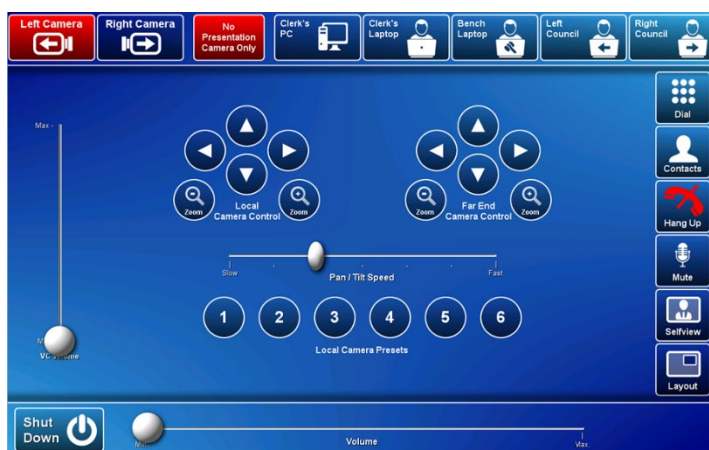 Left Camera
Right Camera
No
Presentation
Camera Only
Clerk's
PC
Clerk's
Laptop
Bench
Laptop
Left
Council
Right
Council
Max -
Dial
Contacts
Hang Up
Mute
Selfview
Layout
Zoom
Local
Camera Control
Zoom
Zoom
Far End
Camera Control
Zoom
Slow
Pan / Tilt Speed
Fast
1
2
3
4
5
6
Local Camera Presets
Shut
Down
Volume
Max.